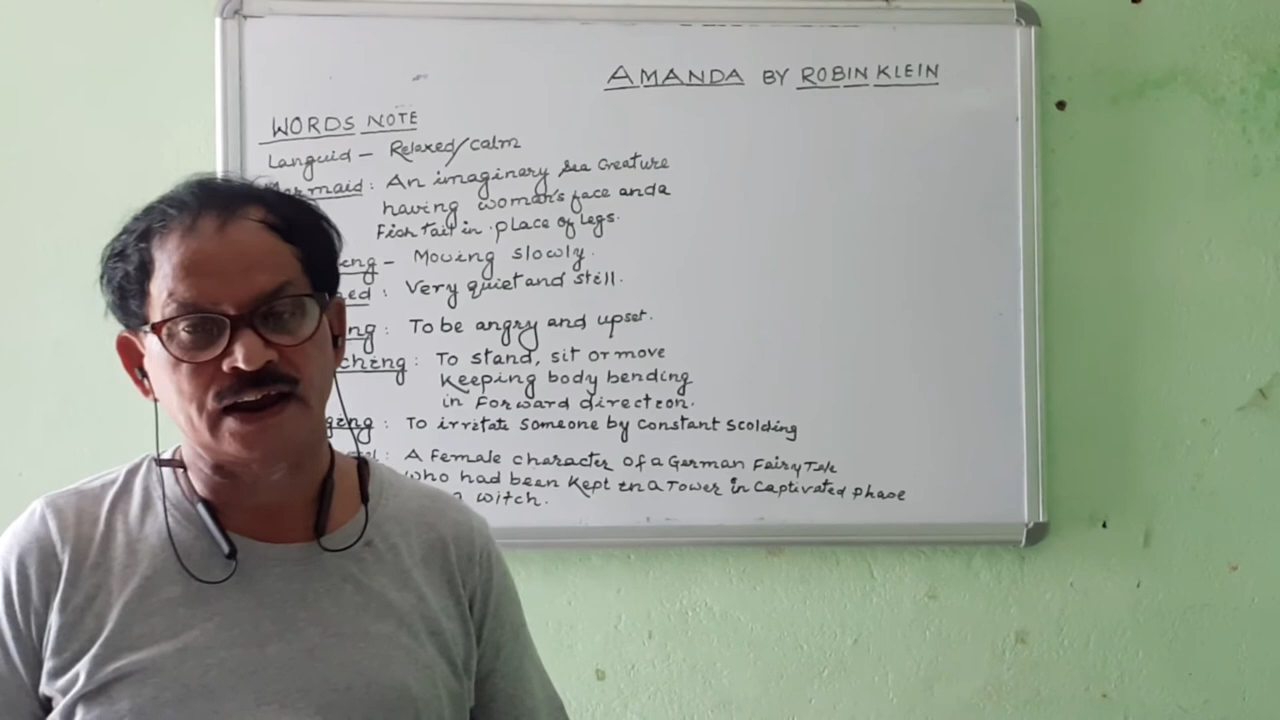 AMANDA BY ROBIN KLEIN
WORDS NOTE
Languid - Relaxed/calm
Mermaid : An imaginary sea creature
having woman's face and a
Fish tail in place of legs.
- Moving slowly.
: Very quiet and still.
: To be angry and upset.
: To stand, sit or move
keeping body bending
in forward direction.
: To irritate someone by constant scolding
: A female character of a German Fairy Tale
who had been kept in a Tower in captivated phase
witch.